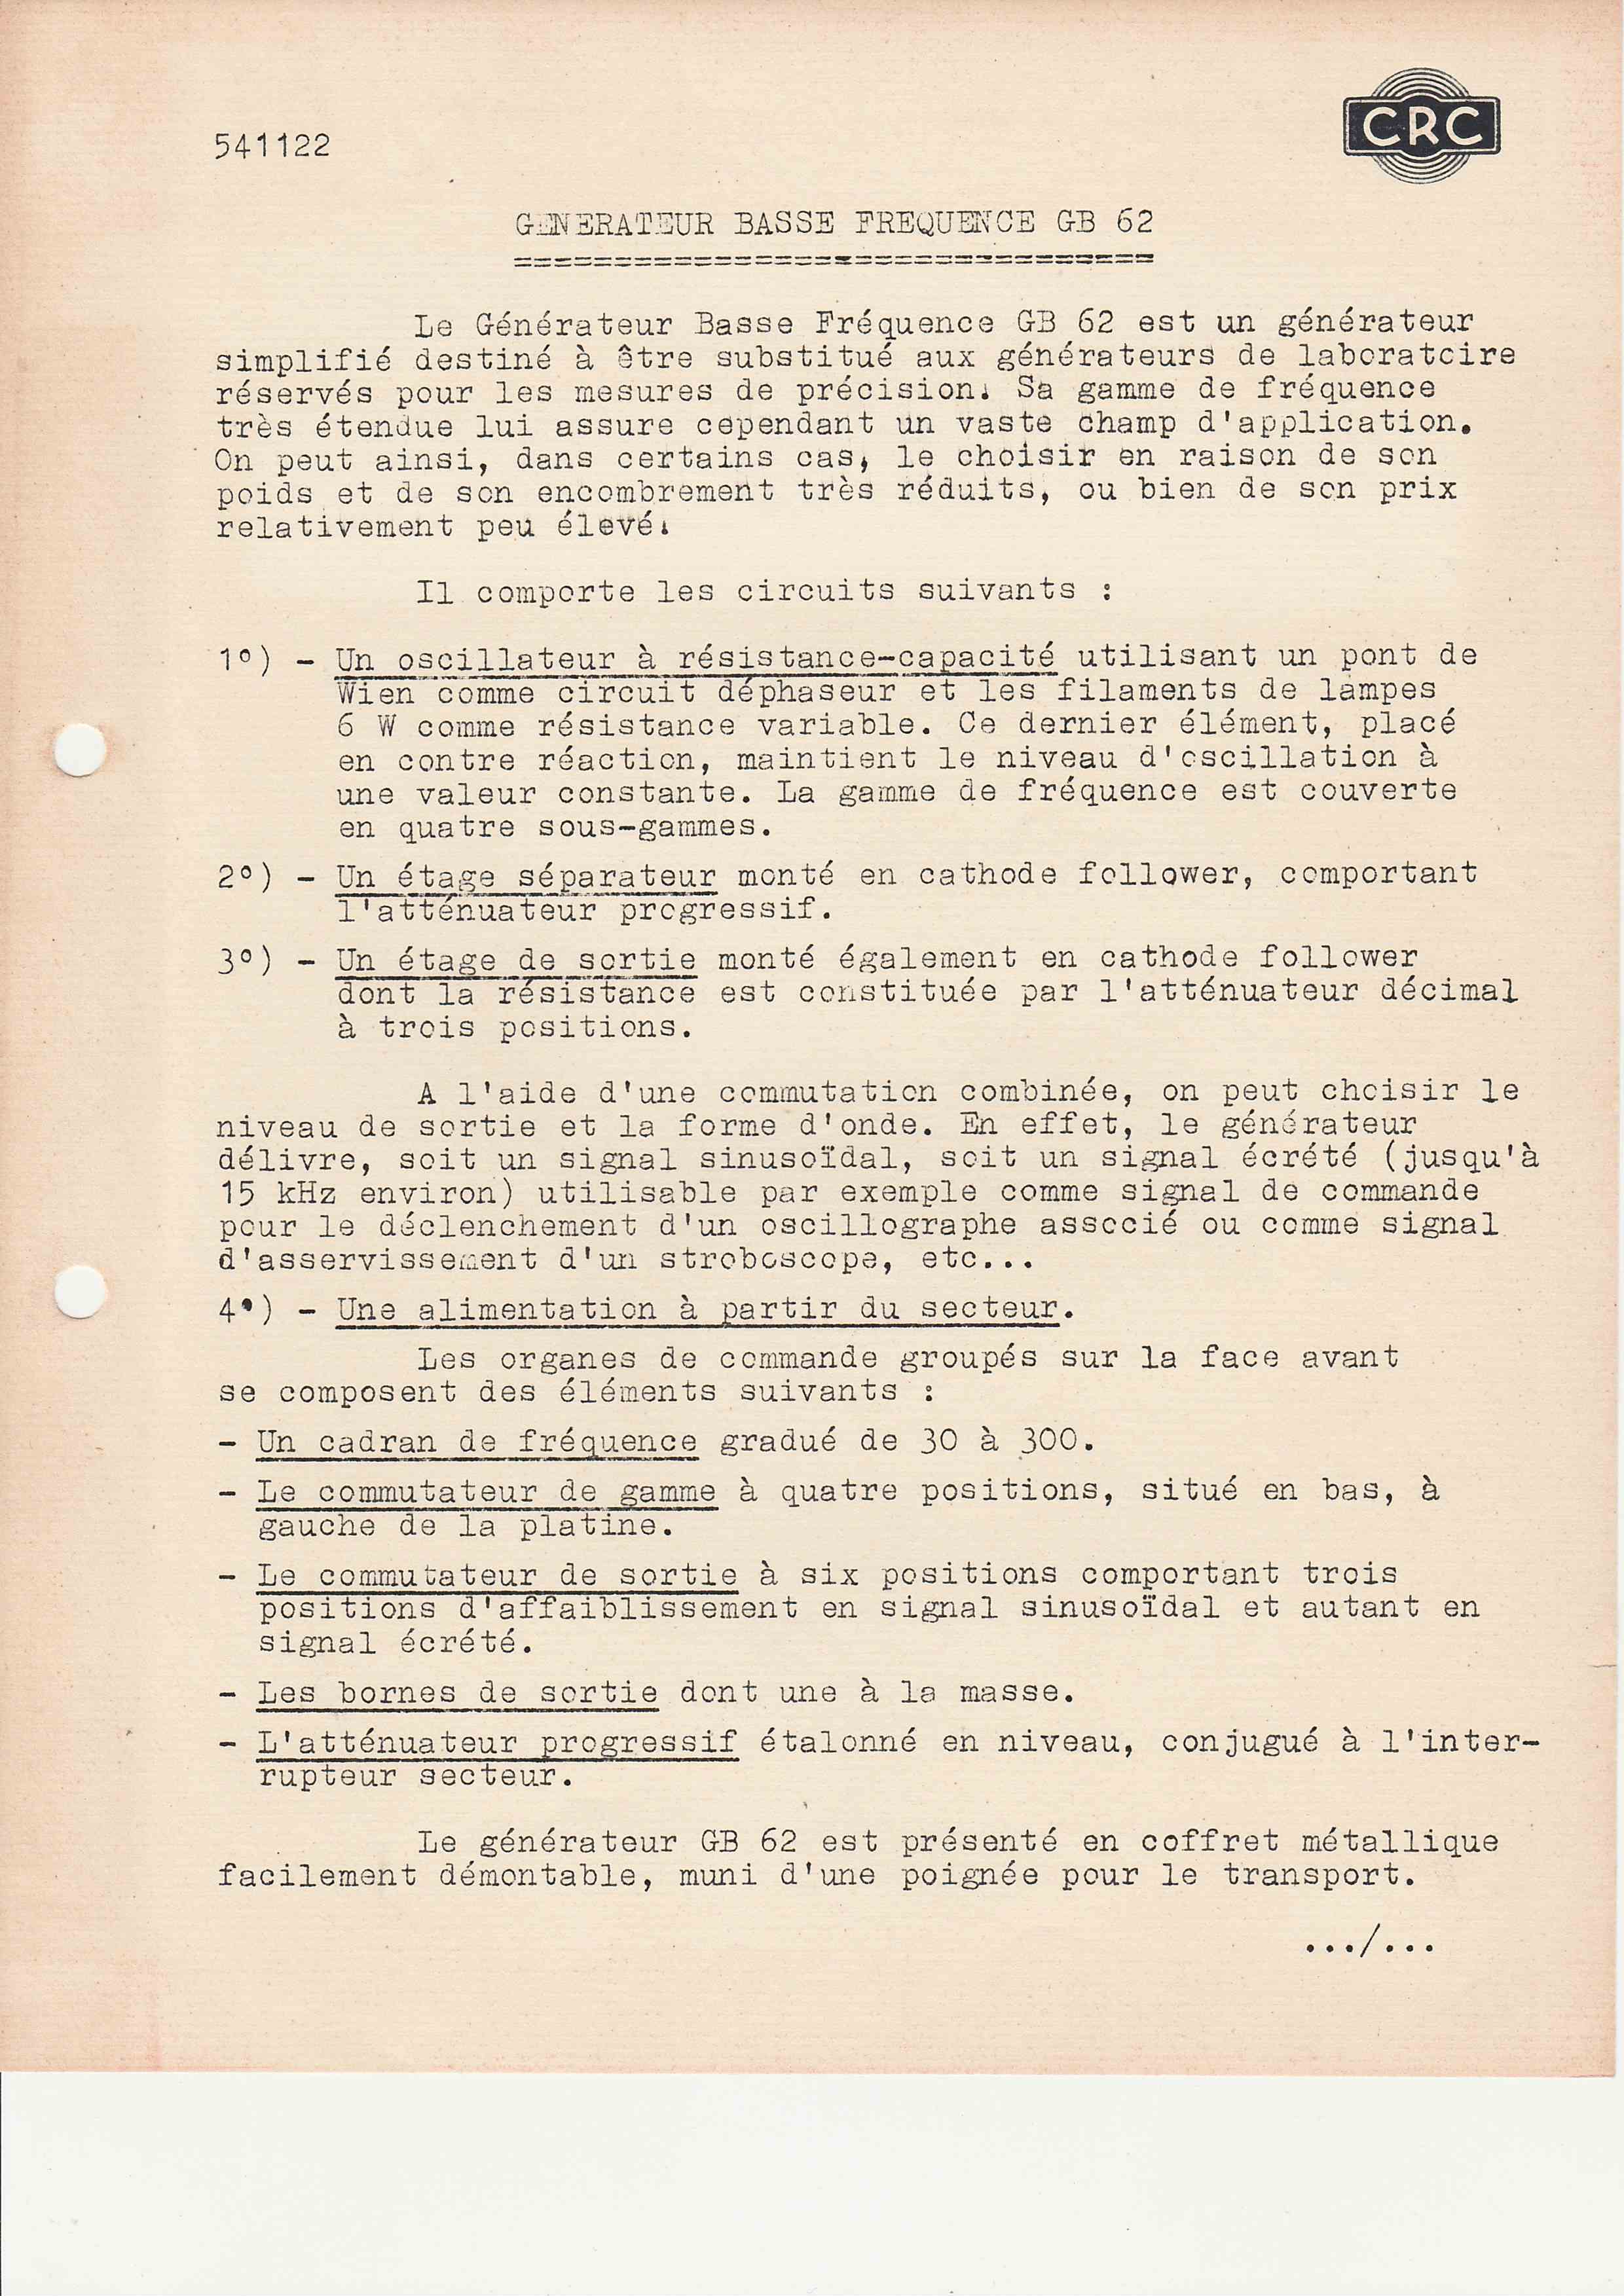 CRC
541122
GENERATEUR BASSE FREQUENCE GB 62
================================
Le Générateur Basse Fréquence GB 62 est un générateur
simplifié destiné à être substitué aux générateurs de laboratoire
réservés pour les mesures de précision. Sa gamme de fréquence
très étendue lui assure cependant un vaste champ d'application.
On peut ainsi, dans certains cas, le choisir en raison de son
poids et de son encombrement très réduits, ou bien de son prix
relativement peu élevé.
Il comporte les circuits suivants :
1º) - Un oscillateur à résistance-capacité utilisant un pont de
Wien comme circuit déphaseur et les filaments de lampes
6 W comme résistance variable. Ce dernier élément, placé
en contre réaction, maintient le niveau d'oscillation à
une valeur constante. La gamme de fréquence est couverte
en quatre sous-gammes.
2º) - Un étage séparateur monté en cathode follower, comportant
l'atténuateur progressif.
3º) - Un étage de sortie monté également en cathode follower
dont la résistance est constituée par l'atténuateur décimal
à trois positions.
A l'aide d'une commutation combinée, on peut choisir le
niveau de sortie et la forme d'onde. En effet, le générateur
délivre, soit un signal sinusoïdal, soit un signal écrété (jusqu'à
15 kHz environ) utilisable par exemple comme signal de commande
pour le déclenchement d'un oscillographe associé ou comme signal
d'asservissement d'un stroboscope, etc...
4º) - Une alimentation à partir du secteur.
Les organes de commande groupés sur la face avant
se composent des éléments suivants :
- Un cadran de fréquence gradué de 30 à 300.
- Le commutateur de gamme à quatre positions, situé en bas, à
gauche de la platine.
- Le commutateur de sortie à six positions comportant trois
positions d'affaiblissement en signal sinusoïdal et autant en
signal écrété.
- Les bornes de sortie dont une à la masse.
- L'atténuateur progressif étalonné en niveau, conjugué à l'inter-
rupteur secteur.
Le générateur GB 62 est présenté en coffret métallique
facilement démontable, muni d'une poignée pour le transport.
.../...